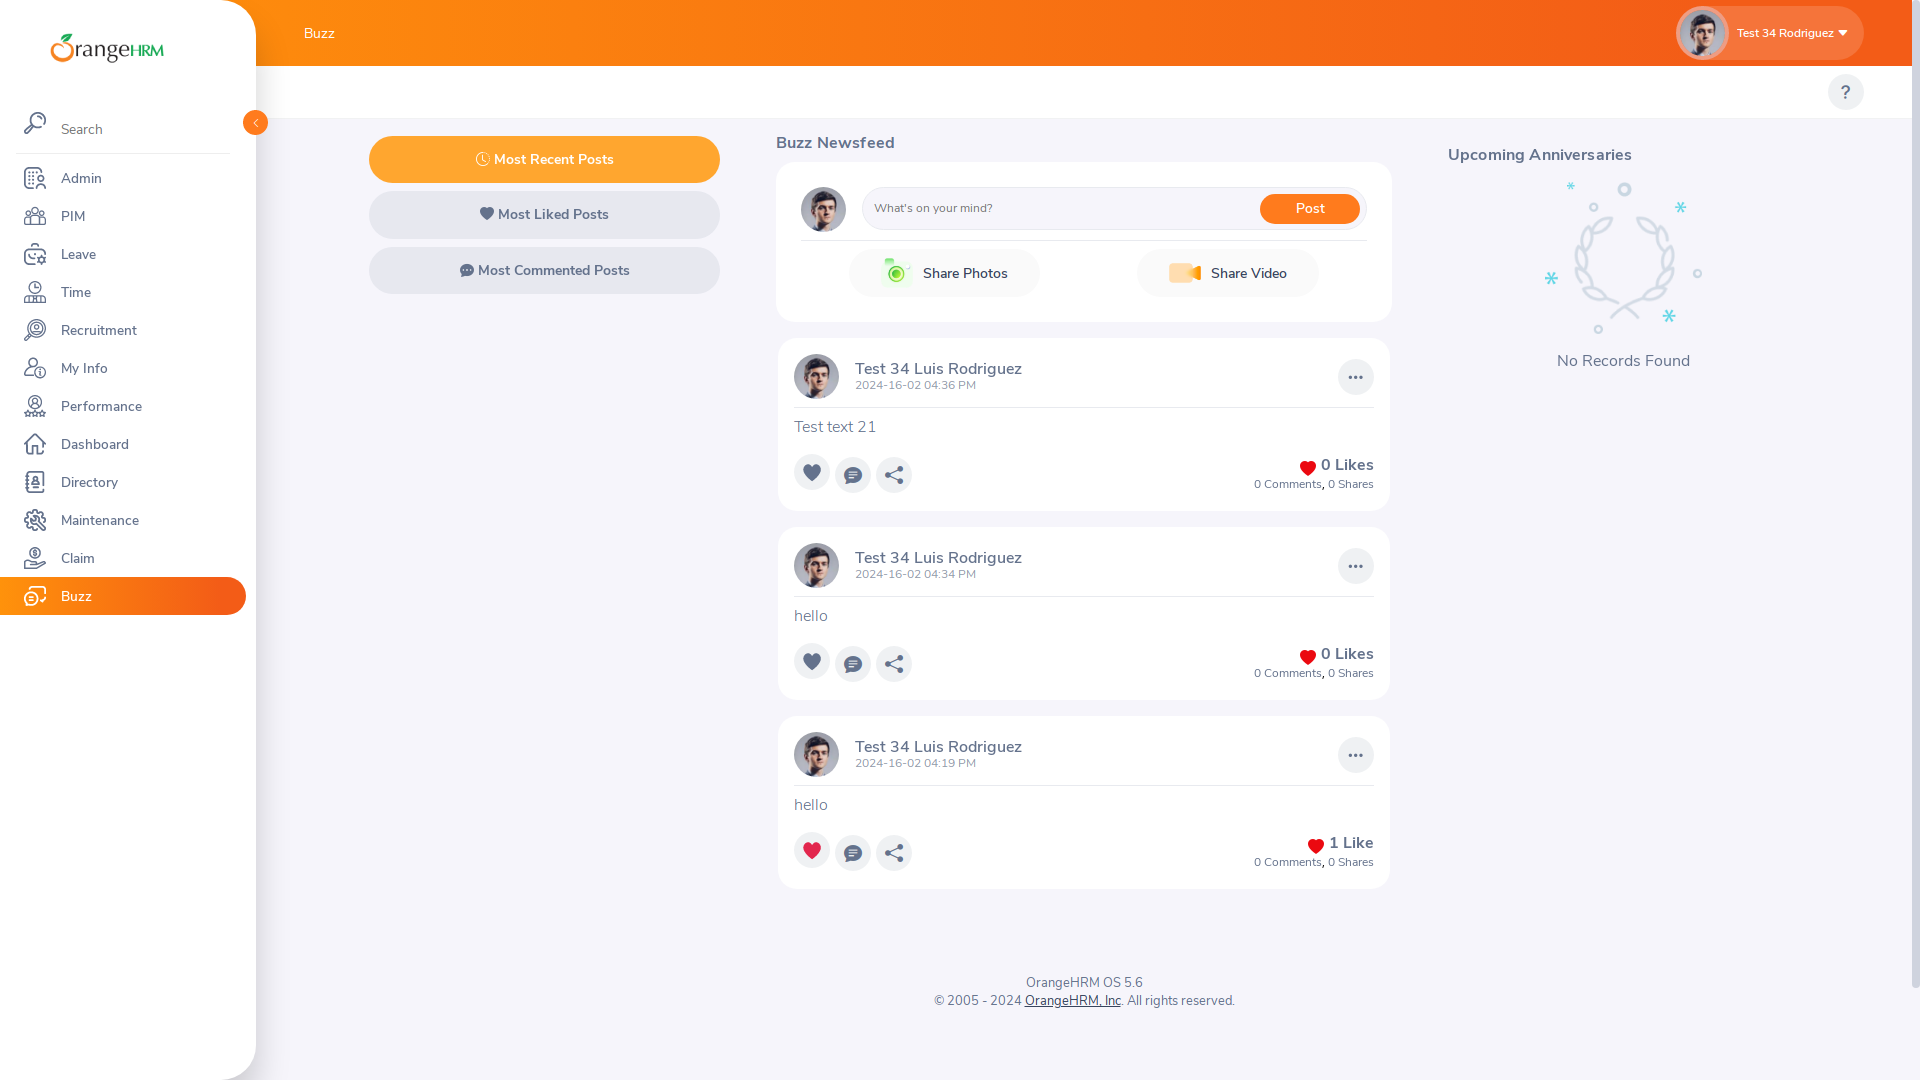 OrangeHRM
Search
Admin
PIM
Leave
Time
Recruitment
My Info
Performance
Dashboard
Directory
Maintenance
Claim
Buzz
Buzz
Test 34 Rodriguez
?
Most Recent Posts
Most Liked Posts
Most Commented Posts
Buzz Newsfeed
What's on your mind?
Post
Share Photos
Share Video
Test 34 Luis Rodriguez
2024-16-02 04:36 PM
Test text 21
0 Likes
0 Comments, 0 Shares
Test 34 Luis Rodriguez
2024-16-02 04:34 PM
hello
0 Likes
0 Comments, 0 Shares
Test 34 Luis Rodriguez
2024-16-02 04:19 PM
hello
1 Like
0 Comments, 0 Shares
Upcoming Anniversaries
No Records Found
OrangeHRM OS 5.6
© 2005 - 2024 OrangeHRM, Inc. All rights reserved.